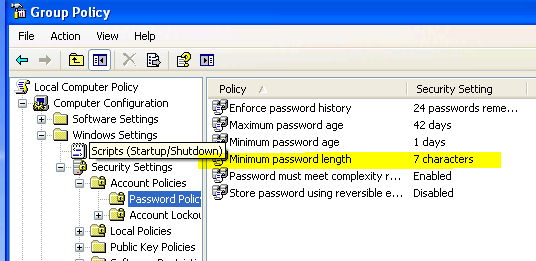 Group Policy
File Action View Help
Local Computer Policy
Computer Configuration
Software Settings
Windows Settings
Scripts (Startup/Shutdown)
Security Settings
Account Policies
Password Policy
Account Lockou
Local Policies
Public Key Policies
Policy Security Setting
Enforce password history 24 passwords reme...
Maximum password age 42 days
Minimum password age 1 days
Minimum password length 7 characters
Password must meet complexity r... Enabled
Store password using reversible e... Disabled